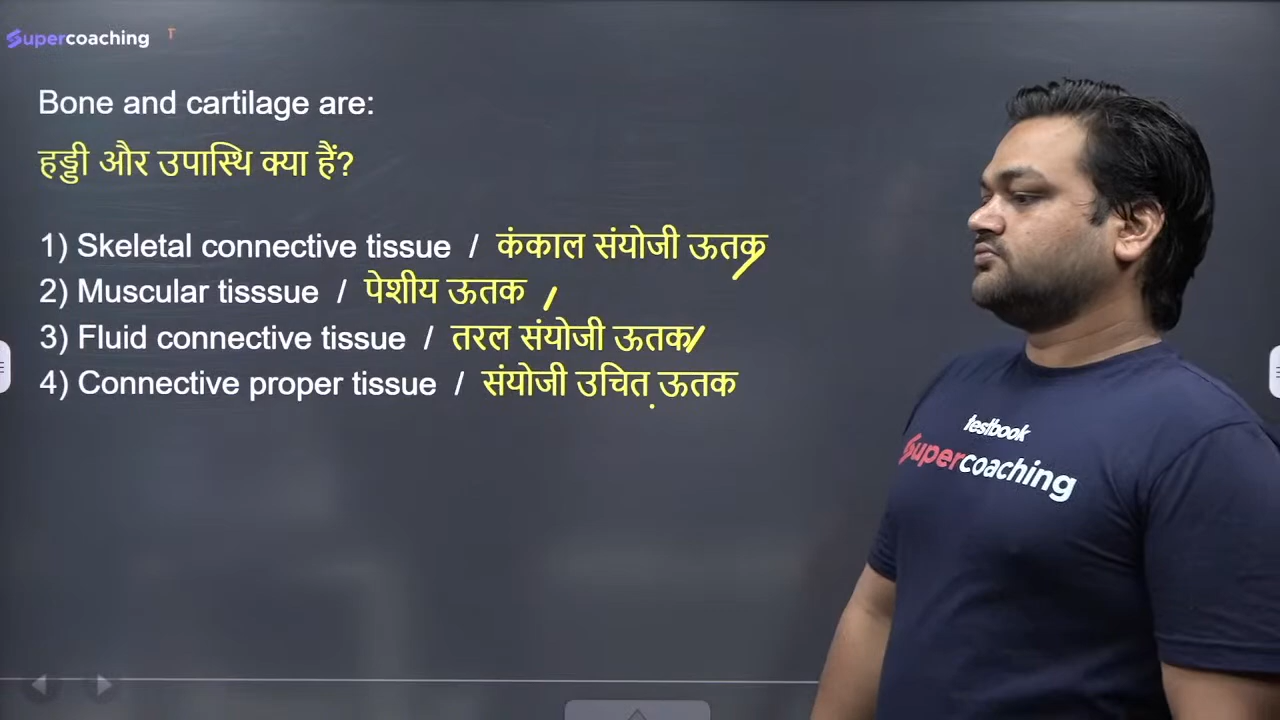 Supercoaching
Bone and cartilage are:
हड्डी और उपास्थि क्या हैं?
1) Skeletal connective tissue / कंकाल संयोजी ऊतक
2) Muscular tisssue / पेशीय ऊतक
3) Fluid connective tissue / तरल संयोजी ऊतक
4) Connective proper tissue / संयोजी उचित ऊतक
testbook
Supercoaching